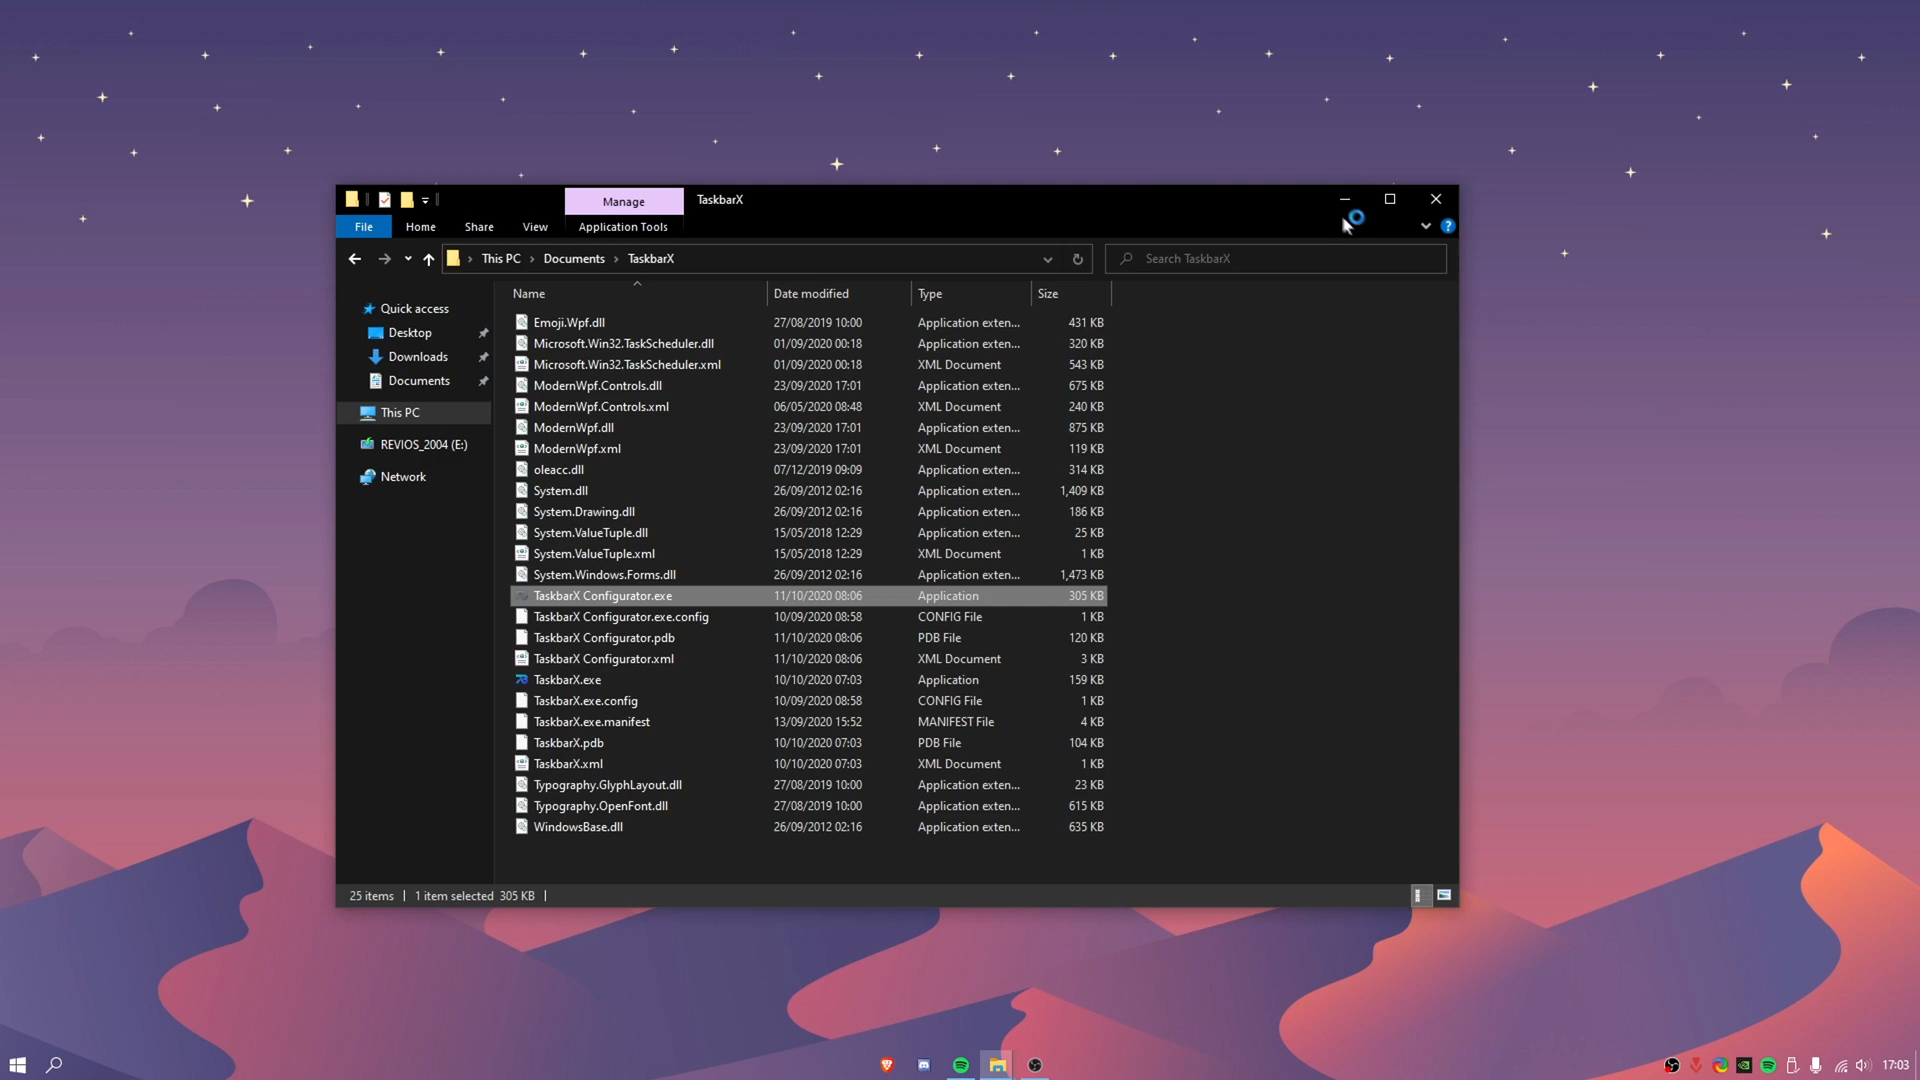 Manage
TaskbarX
File
Home
Share
View
Application Tools
This PC
Documents
TaskbarX
Search TaskbarX
Name
Date modified
Type
Size
Quick access
Desktop
Downloads
Documents
This PC
REVIOS_2004 (E:)
Network
Emoji.Wpf.dll 27/08/2019 10:00 Application exten... 431 KB
Microsoft.Win32.TaskScheduler.dll 01/09/2020 00:18 Application exten... 320 KB
Microsoft.Win32.TaskScheduler.xml 01/09/2020 00:18 XML Document 543 KB
ModernWpf.Controls.dll 23/09/2020 17:01 Application exten... 675 KB
ModernWpf.Controls.xml 06/05/2020 08:48 XML Document 240 KB
ModernWpf.dll 23/09/2020 17:01 Application exten... 875 KB
ModernWpf.xml 23/09/2020 17:01 XML Document 119 KB
oleacc.dll 07/12/2019 09:09 Application exten... 314 KB
System.dll 26/09/2012 02:16 Application exten... 1,409 KB
System.Drawing.dll 26/09/2012 02:16 Application exten... 186 KB
System.ValueTuple.dll 15/05/2018 12:29 Application exten... 25 KB
System.ValueTuple.xml 15/05/2018 12:29 XML Document 1 KB
System.Windows.Forms.dll 26/09/2012 02:16 Application exten... 1,473 KB
TaskbarX Configurator.exe 11/10/2020 08:06 Application 305 KB
TaskbarX Configurator.exe.config 10/09/2020 08:58 CONFIG File 1 KB
TaskbarX Configurator.pdb 11/10/2020 08:06 PDB File 120 KB
TaskbarX Configurator.xml 11/10/2020 08:06 XML Document 3 KB
TaskbarX.exe 10/10/2020 07:03 Application 159 KB
TaskbarX.exe.config 10/09/2020 08:58 CONFIG File 1 KB
TaskbarX.exe.manifest 13/09/2020 15:52 MANIFEST File 4 KB
TaskbarX.pdb 10/10/2020 07:03 PDB File 104 KB
TaskbarX.xml 10/10/2020 07:03 XML Document 1 KB
Typography.GlyphLayout.dll 27/08/2019 10:00 Application exten... 23 KB
Typography.OpenFont.dll 27/08/2019 10:00 Application exten... 615 KB
WindowsBase.dll 26/09/2012 02:16 Application exten... 635 KB
25 items
1 item selected 305 KB
17:03